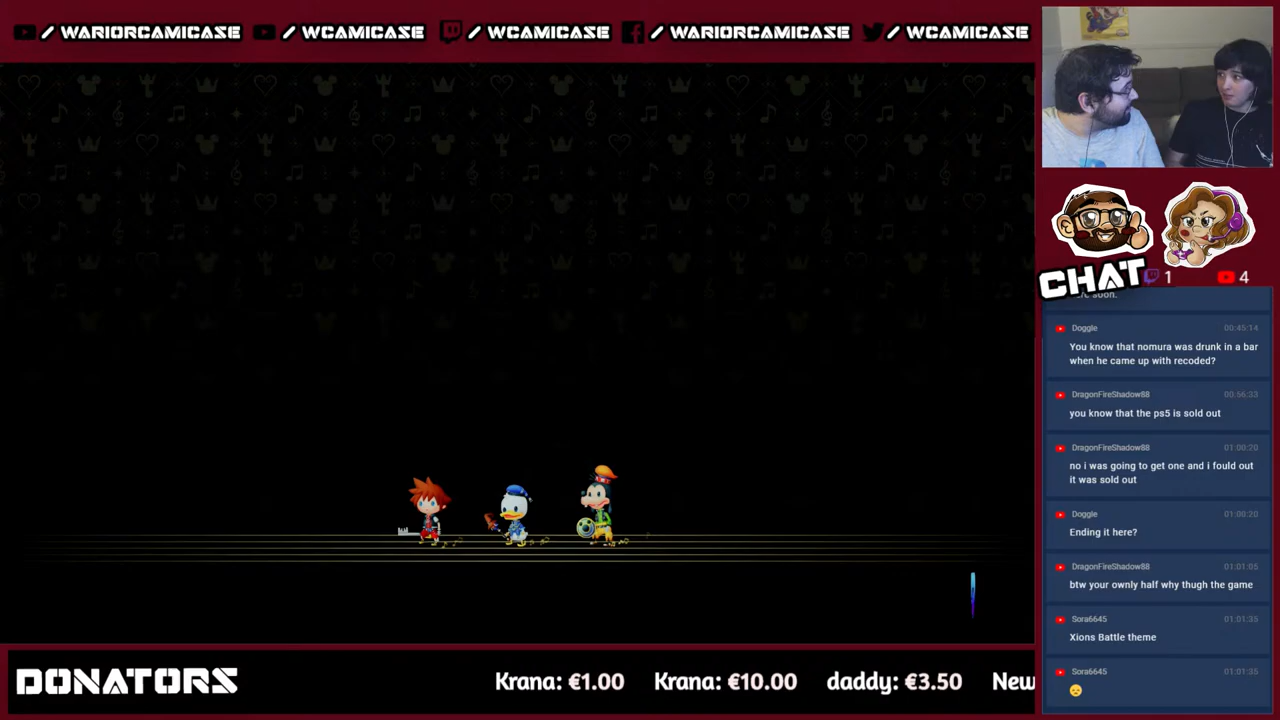 / WARIORCAMICASE / WCAMICASE / WCAMICASE / WARIORCAMICASE / WCAMICASE
CHAT 1 4
soon.
Doggle 00:45:14
You know that nomura was drunk in a bar
when he came up with recoded?
DragonFireShadow88 00:56:33
you know that the ps5 is sold out
DragonFireShadow88 01:00:20
no i was going to get one and i fould out
it was sold out
Doggle 01:00:20
Ending it here?
DragonFireShadow88 01:01:05
btw your ownly half why thugh the game
Sora6645 01:01:35
Xions Battle theme
Sora6645 01:01:35
DONATORS Krana: €1.00 Krana: €10.00 daddy: €3.50 New